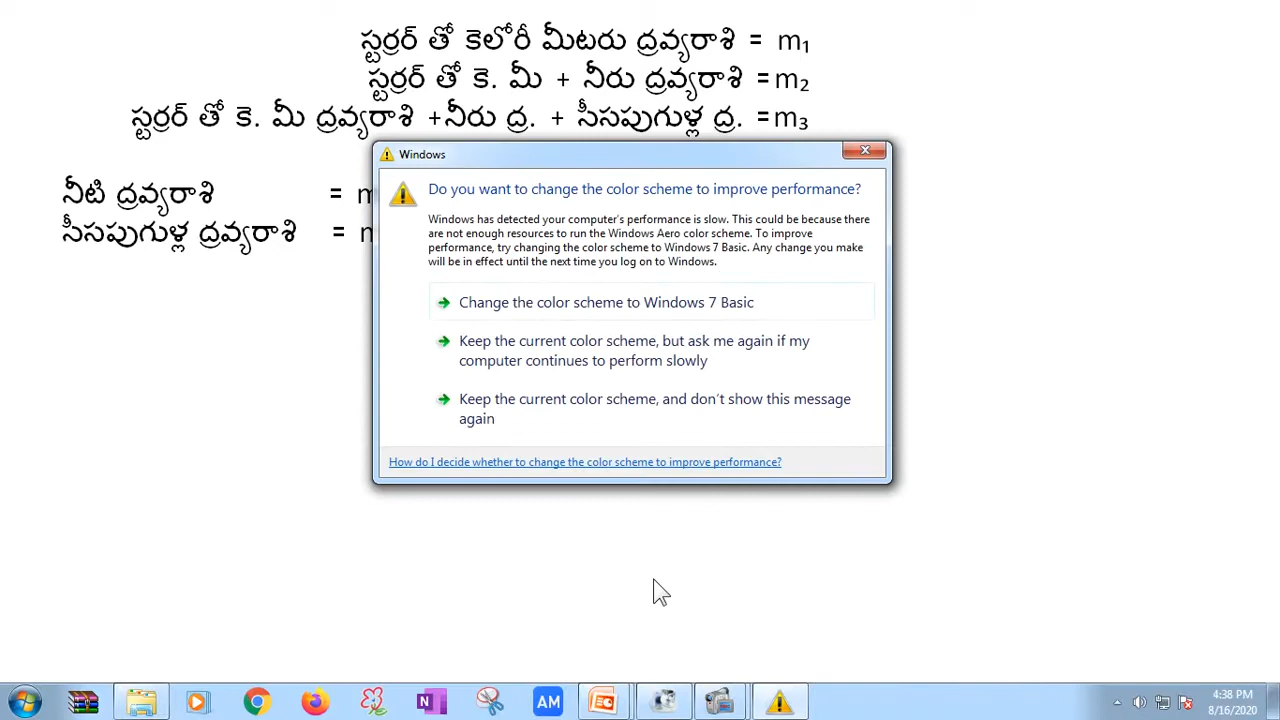 స్టర్రర్ తో కెలోరీ మీటరు ద్రవ్యరాశి = m₁
స్టర్రర్ తో కె. మీ + నీరు ద్రవ్యరాశి =m₂
స్టర్రర్ తో కె. మీ ద్రవ్యరాశి +నీరు ద్ర. + సీసపుగుళ్ల ద్ర. =m₃
నీటి ద్రవ్యరాశి =
సీసపుగుళ్ల ద్రవ్యరాశి =
Windows
Do you want to change the color scheme to improve performance?
Windows has detected your computer's performance is slow. This could be because there
are not enough resources to run the Windows Aero color scheme. To improve
performance, try changing the color scheme to Windows 7 Basic. Any change you make
will be in effect until the next time you log on to Windows.
Change the color scheme to Windows 7 Basic
Keep the current color scheme, but ask me again if my
computer continues to perform slowly
Keep the current color scheme, and don't show this message
again
How do I decide whether to change the color scheme to improve performance?
AM
4:38 PM
8/16/2020